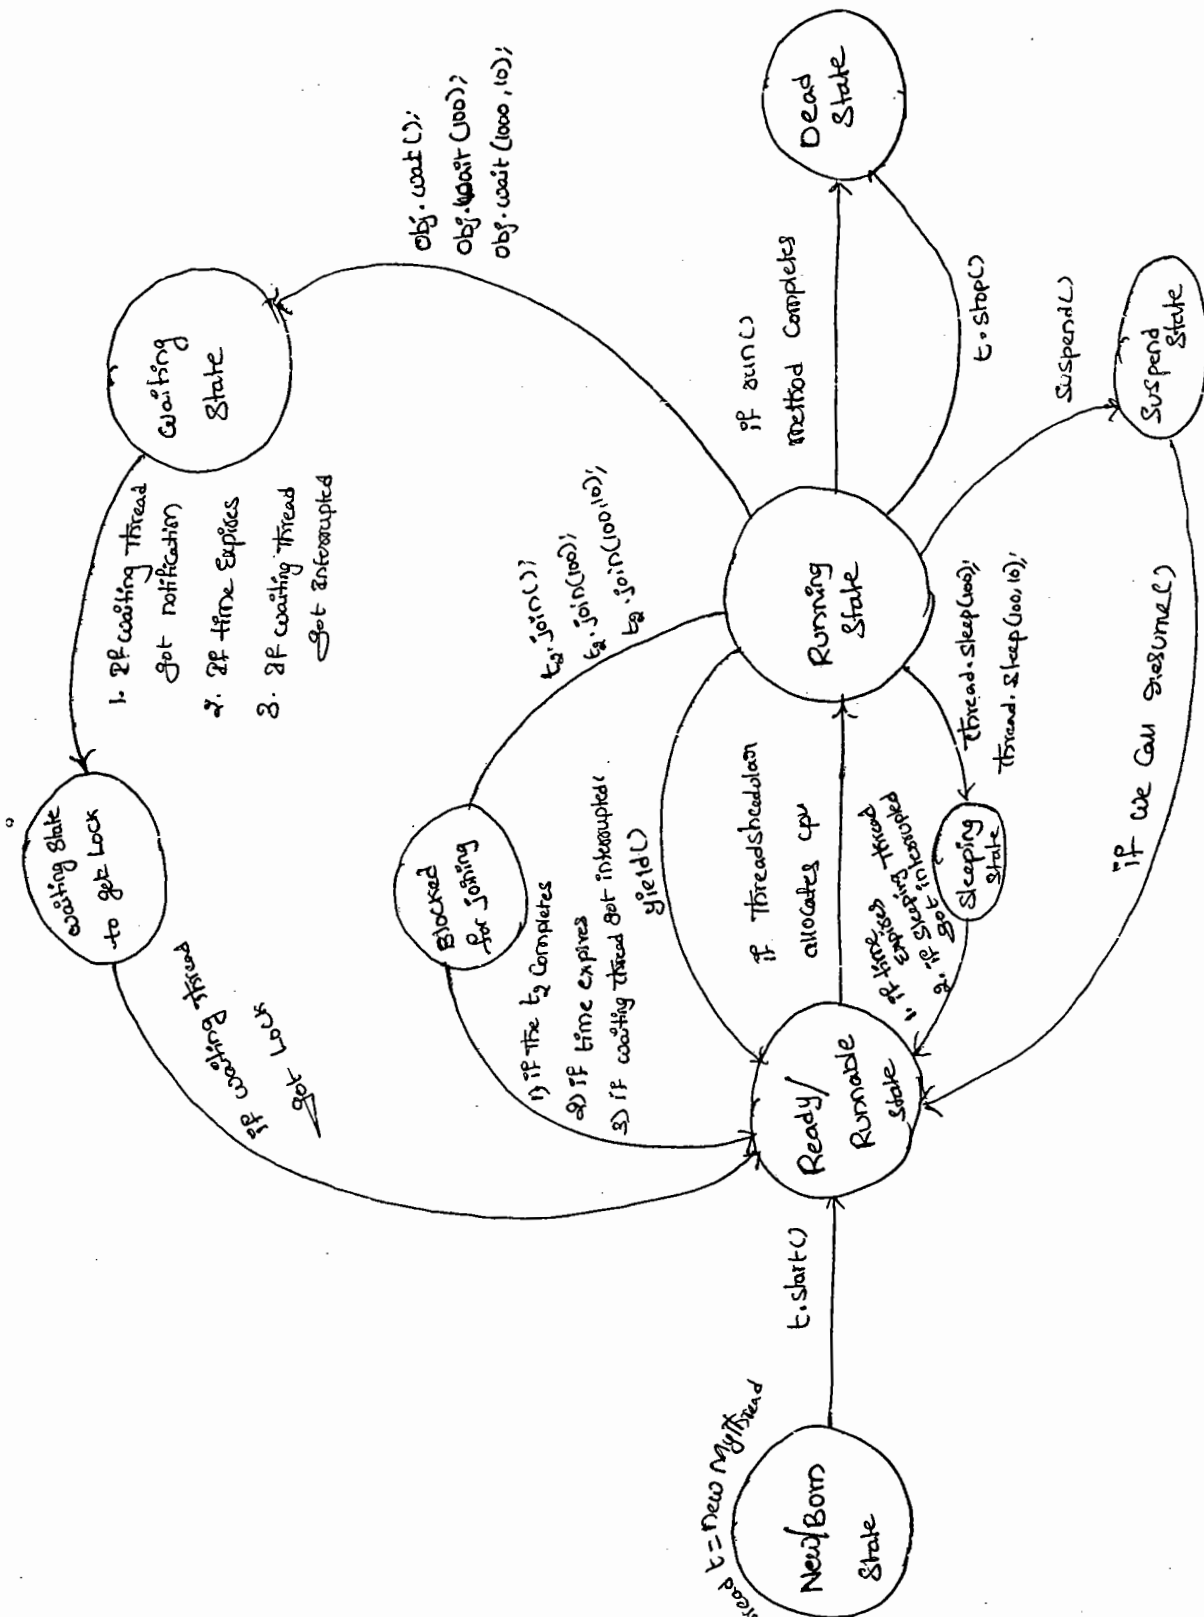 obj.wait();
obj.wait(100);
obj.wait(1000,10);
Waiting
State
1. If waiting Thread
got notification
2. If time Expires
3. If waiting Thread
got interrupted
waiting State
to get Lock
If waiting Thread
got Lock
t2.join();
t2.join(100);
t2.join(100,10);
Blocked
for joining
1) if the t2 Completes
2) if time expires
3) if waiting thread got interrupted
yield()
New/Born
State
t.start()
Ready/
Runnable
State
if Thread
allocates cpu
Running
State
if run()
method Completes
Dead
State
t.stop()
Thread.sleep(100);
Thread.sleep(100,10);
Sleeping
State
1. if time
Expires
2. if Sleeping Thread
got interrupted
suspend()
Suspend
State
if we call resume()
t=new MyThread